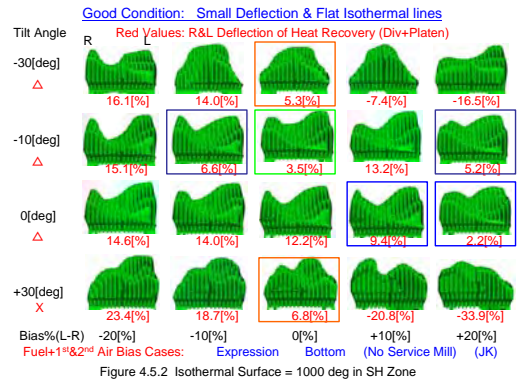 Good Condition: Small Deflection & Flat Isothermal lines
Tilt Angle Red Values: R&L Deflection of Heat Recovery (Div+Platen)
R L
-30[deg]
△
16.1[%] 14.0[%] 5.3[%] -7.4[%] -16.5[%]
-10[deg]
△
15.1[%] 6.6[%] 3.5[%] 13.2[%] 5.2[%]
0[deg]
△
14.6[%] 14.0[%] 12.2[%] 9.4[%] 2.2[%]
+30[deg]
X
23.4[%] 18.7[%] 6.8[%] -20.8[%] -33.9[%]
Bias%(L-R) -20[%] -10[%] 0[%] +10[%] +20[%]
Fuel+1st&2nd Air Bias Cases: Expression Bottom (No Service Mill) (JK)
Figure 4.5.2 Isothermal Surface = 1000 deg in SH Zone